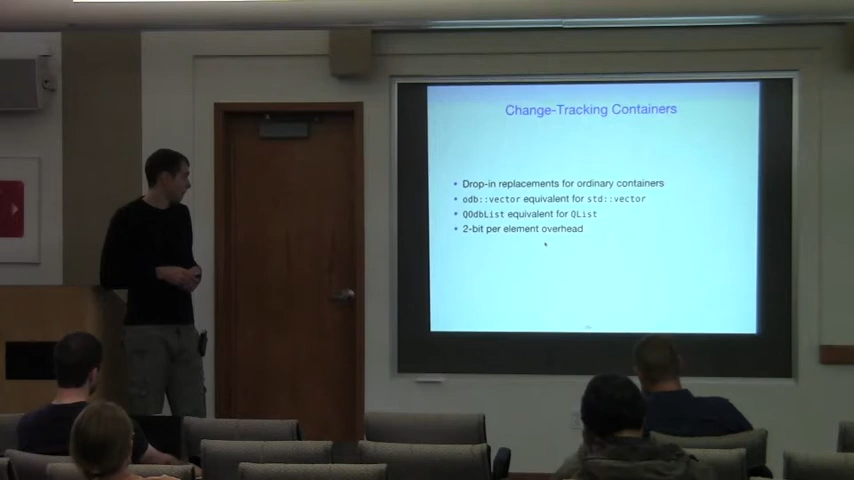 Change-Tracking Containers
• Drop-in replacements for ordinary containers
• odb::vector equivalent for std::vector
• QOdbList equivalent for QList
• 2-bit per element overhead